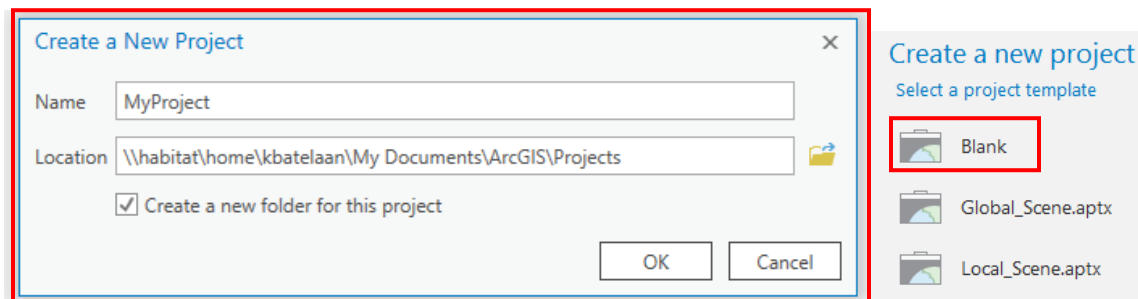 Create a New Project
Name MyProject
Location \\habitat\home\kbatelaan\My Documents\ArcGIS\Projects
Create a new folder for this project
OK Cancel
Create a new project
Select a project template
Blank
Global_Scene.aptx
Local_Scene.aptx